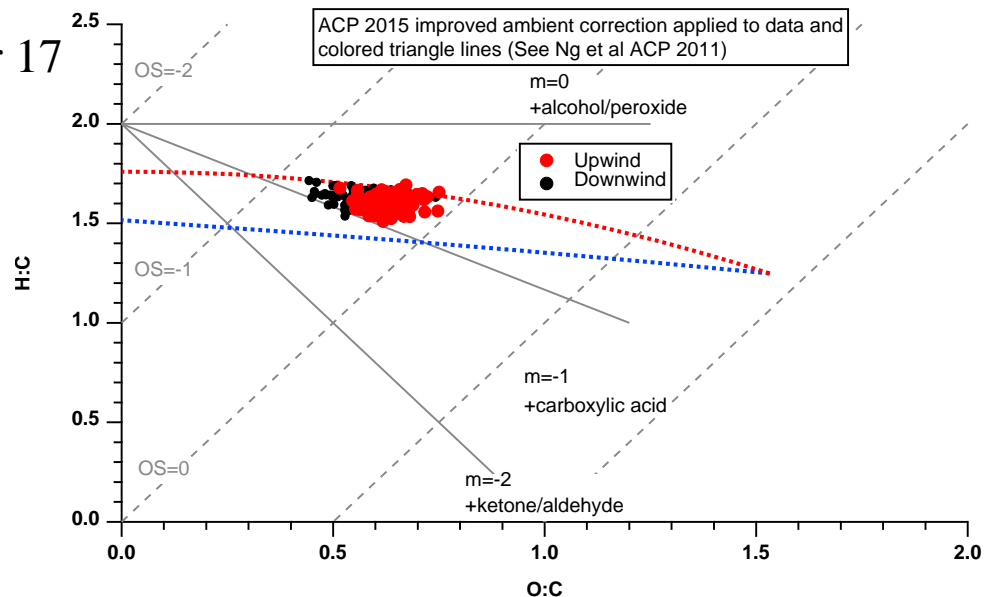 17
ACP 2015 improved ambient correction applied to data and
colored triangle lines (See Ng et al ACP 2011)
2.5
2.0
1.5
1.0
0.5
0.0
H:C
OS=-2
OS=-1
OS=0
m=0
+alcohol/peroxide
Upwind
Downwind
m=-1
+carboxylic acid
m=-2
+ketone/aldehyde
0.0
0.5
1.0
1.5
2.0
O:C